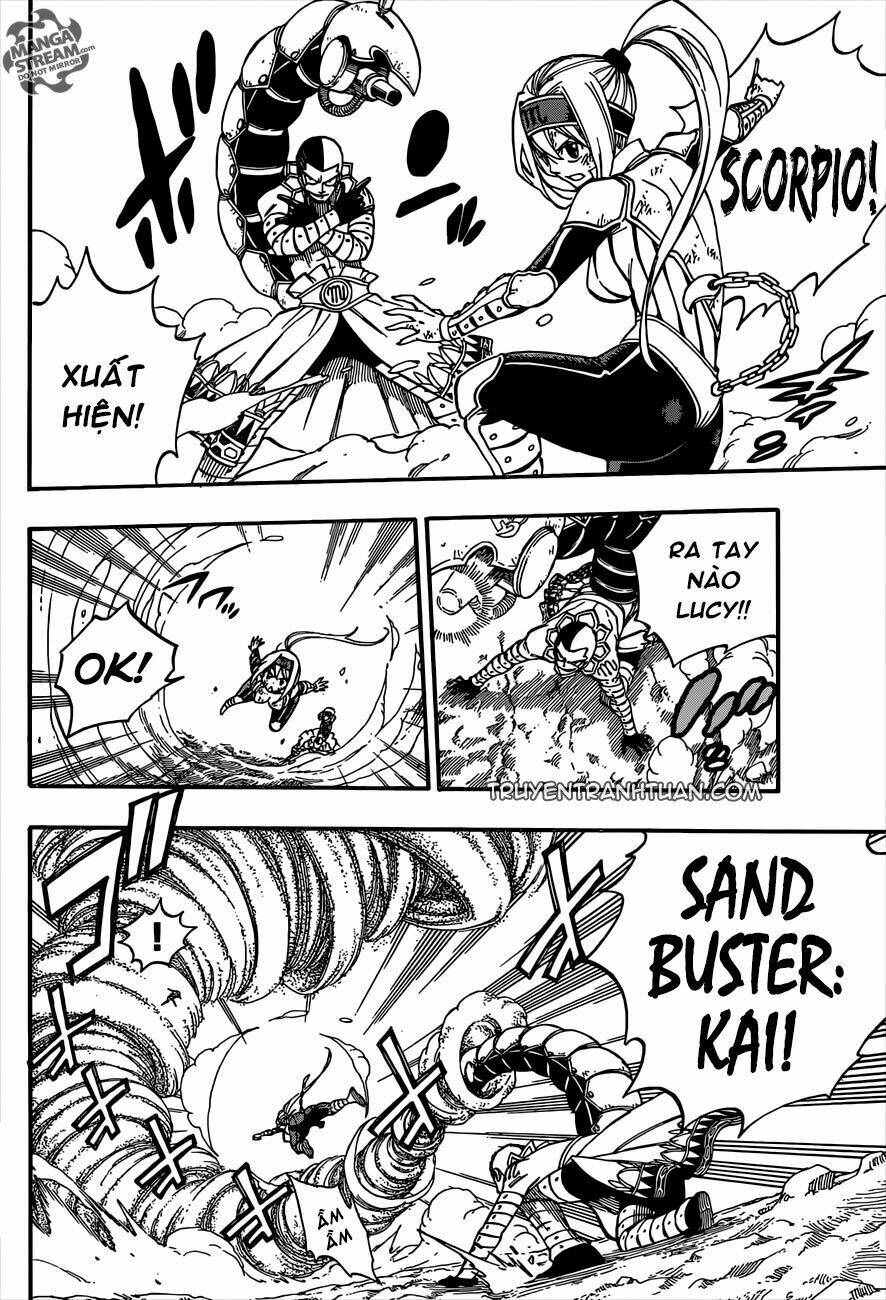 MANGA
STREAM.com
DO NOT MIRROR
SCORPIO!
XUẤT
HIỆN!
RA TAY
NÀO
LUCY!!
OK!
TRUYENTRANHTUAN.COM
SAND
BUSTER:
KAI!
!
ẦM
ẦM